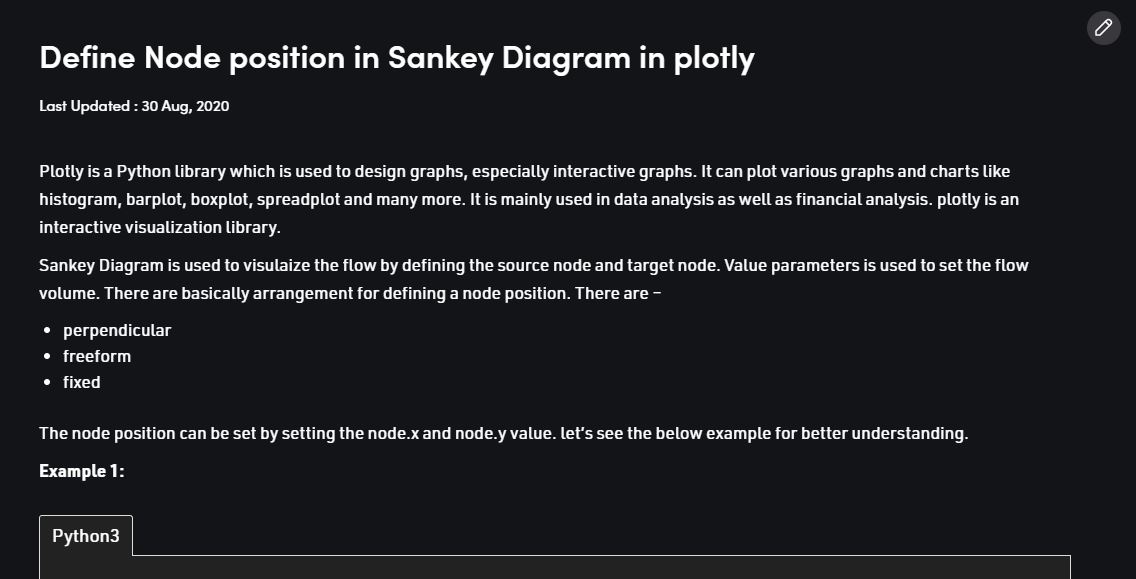 Define Node position in Sankey Diagram in plotly
Last Updated : 30 Aug, 2020
Plotly is a Python library which is used to design graphs, especially interactive graphs. It can plot various graphs and charts like
histogram, barplot, boxplot, spreadplot and many more. It is mainly used in data analysis as well as financial analysis. plotly is an
interactive visualization library.
Sankey Diagram is used to visulaize the flow by defining the source node and target node. Value parameters is used to set the flow
volume. There are basically arrangement for defining a node position. There are –
• perpendicular
• freeform
• fixed
The node position can be set by setting the node.x and node.y value. let's see the below example for better understanding.
Example 1:
Python3